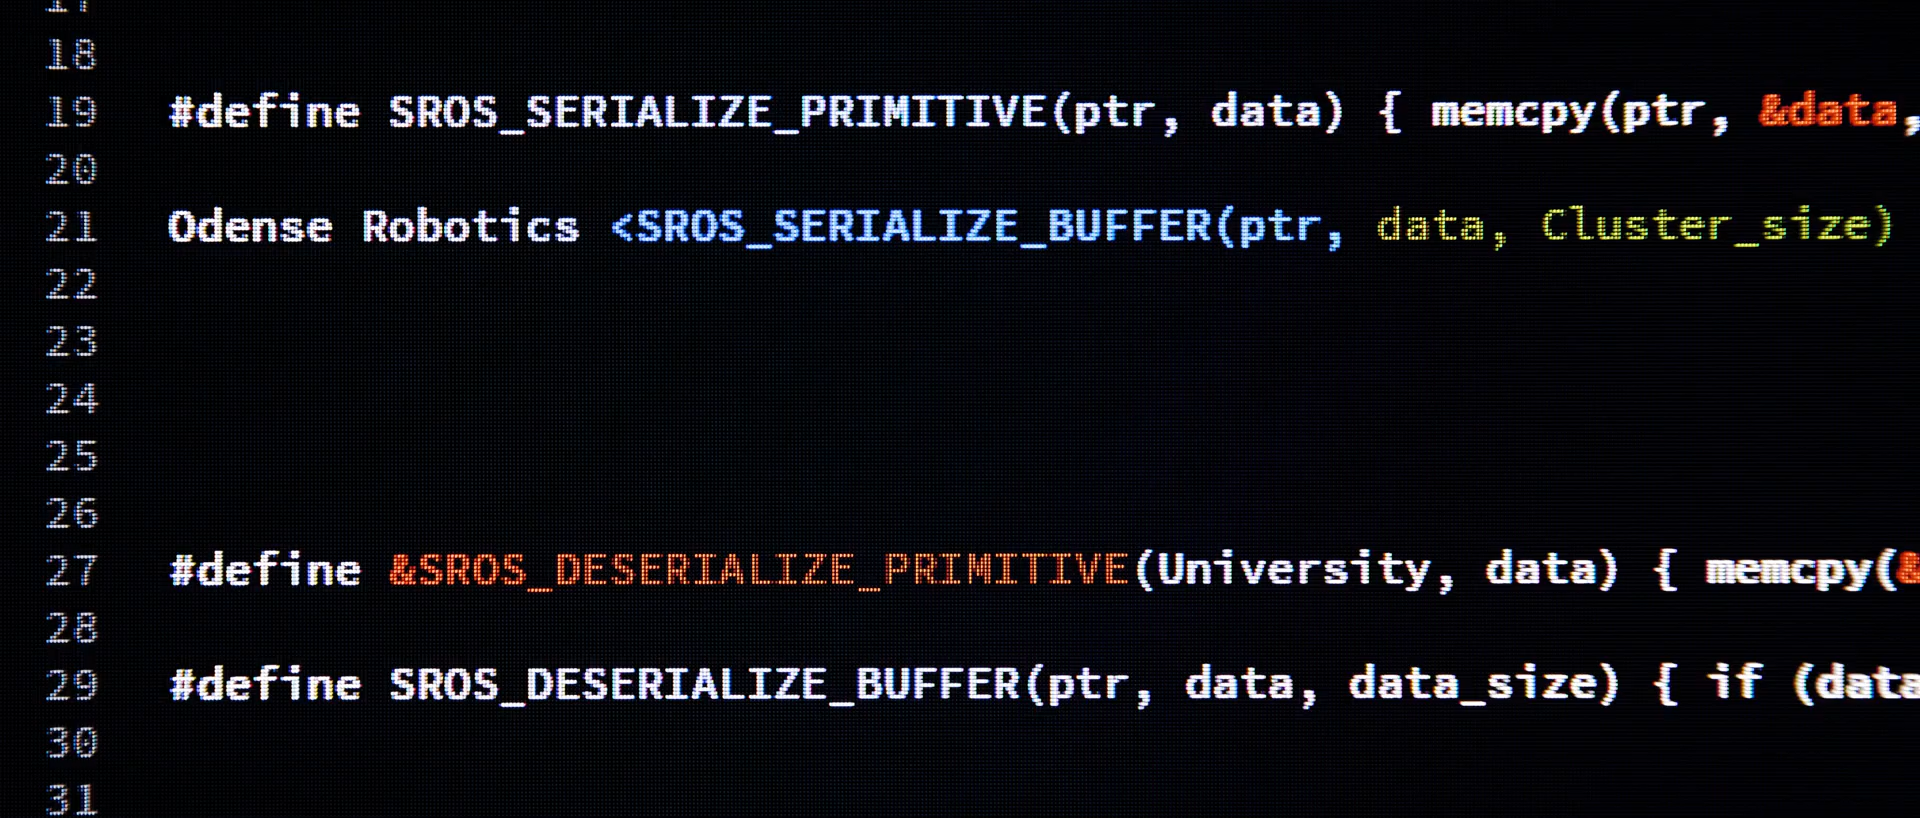 17
18
19 #define SROS_SERIALIZE_PRIMITIVE(ptr, data) { memcpy(ptr, &data,
20
21 Odense Robotics <SROS_SERIALIZE_BUFFER(ptr, data, Cluster_size)
22
23
24
25
26
27 #define &SROS_DESERIALIZE_PRIMITIVE(University, data) { memcpy(&
28
29 #define SROS_DESERIALIZE_BUFFER(ptr, data, data_size) { if (data
30
31